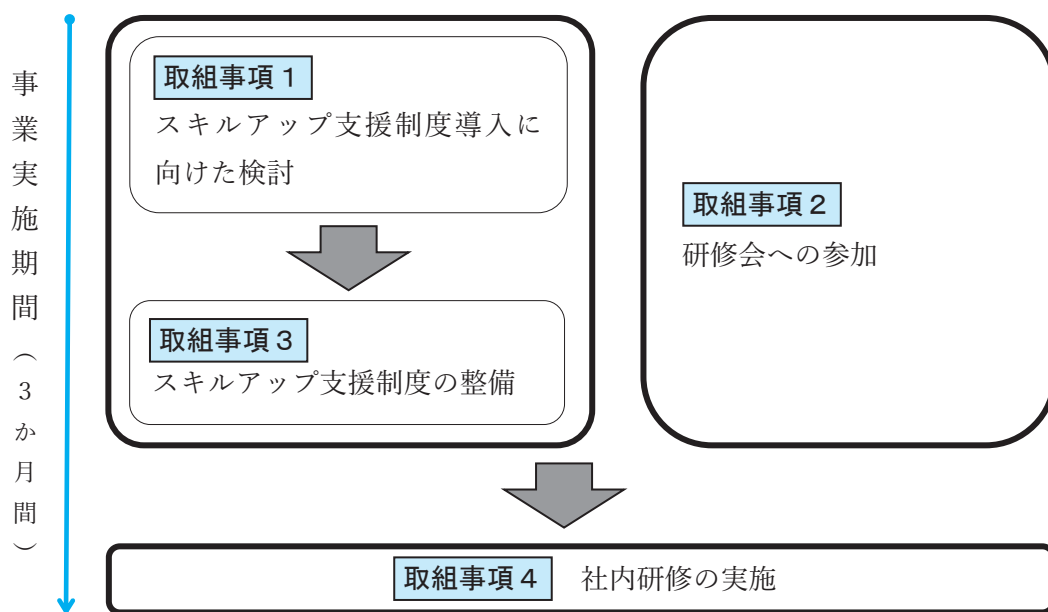 事業実施期間（3か月間）
取組事項１
スキルアップ支援制度導入に
向けた検討
取組事項２
研修会への参加
取組事項３
スキルアップ支援制度の整備
取組事項４ 社内研修の実施